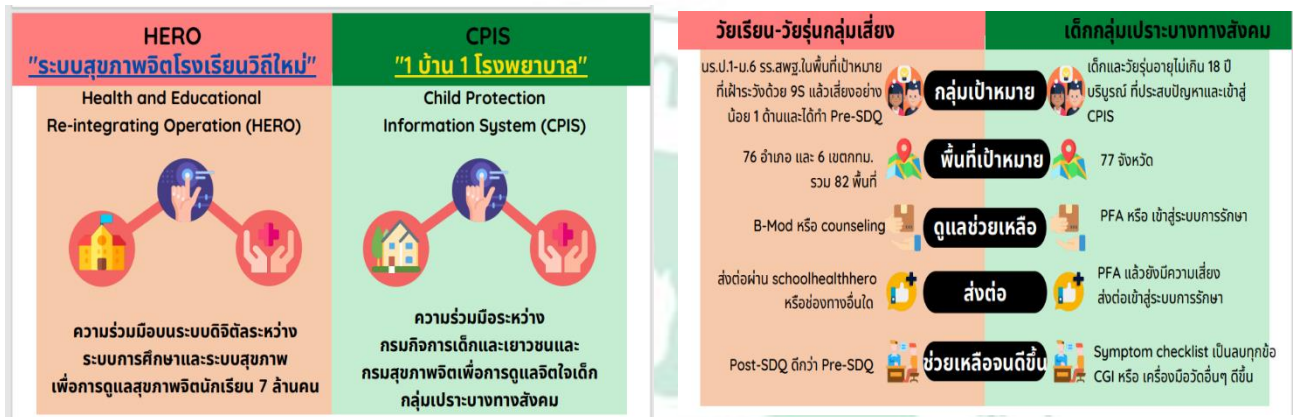 HERO
"ระบบสุขภาพจิตโรงเรียนวิถีใหม่"
Health and Educational
Re-integrating Operation (HERO)
ความร่วมมือบนระบบดิจิตัลระหว่าง
ระบบการศึกษาและระบบสุขภาพ
เพื่อการดูแลสุขภาพจิตนักเรียน 7 ล้านคน
CPIS
"1 บ้าน 1 โรงพยาบาล"
Child Protection
Information System (CPIS)
ความร่วมมือระหว่าง
กรมกิจการเด็กและเยาวชนและ
กรมสุขภาพจิตเพื่อการดูแลจิตใจเด็ก
กลุ่มเปราะบางทางสังคม
วัยเรียน-วัยรุ่นกลุ่มเสี่ยง
เด็กกลุ่มเปราะบางทางสังคม
นร.ป.1-ม.6 รร.สพฐ.ในพื้นที่เป้าหมาย
ที่เฝ้าระวังด้วย 9S แล้วเสี่ยงอย่าง
น้อย 1 ด้านและได้ทำ Pre-SDQ
กลุ่มเป้าหมาย
เด็กและวัยรุ่นอายุไม่เกิน 18 ปี
บริบูรณ์ ที่ประสบปัญหาและเข้าสู่
CPIS
76 อำเภอ และ 6 เขตกทม.
รวม 82 พื้นที่
พื้นที่เป้าหมาย
77 จังหวัด
B-Mod หรือ counseling
ดูแลช่วยเหลือ
PFA หรือ เข้าสู่ระบบการรักษา
ส่งต่อผ่าน schoolhealthhero
หรือช่องทางอื่นใด
ส่งต่อ
PFA แล้วยังมีความเสี่ยง
ส่งต่อเข้าสู่ระบบการรักษา
Post-SDQ ดีกว่า Pre-SDQ
ช่วยเหลือจนดีขึ้น
Symptom checklist เป็นลบทุกข้อ
CGI หรือ เครื่องมือวัดอื่นๆ ดีขึ้น